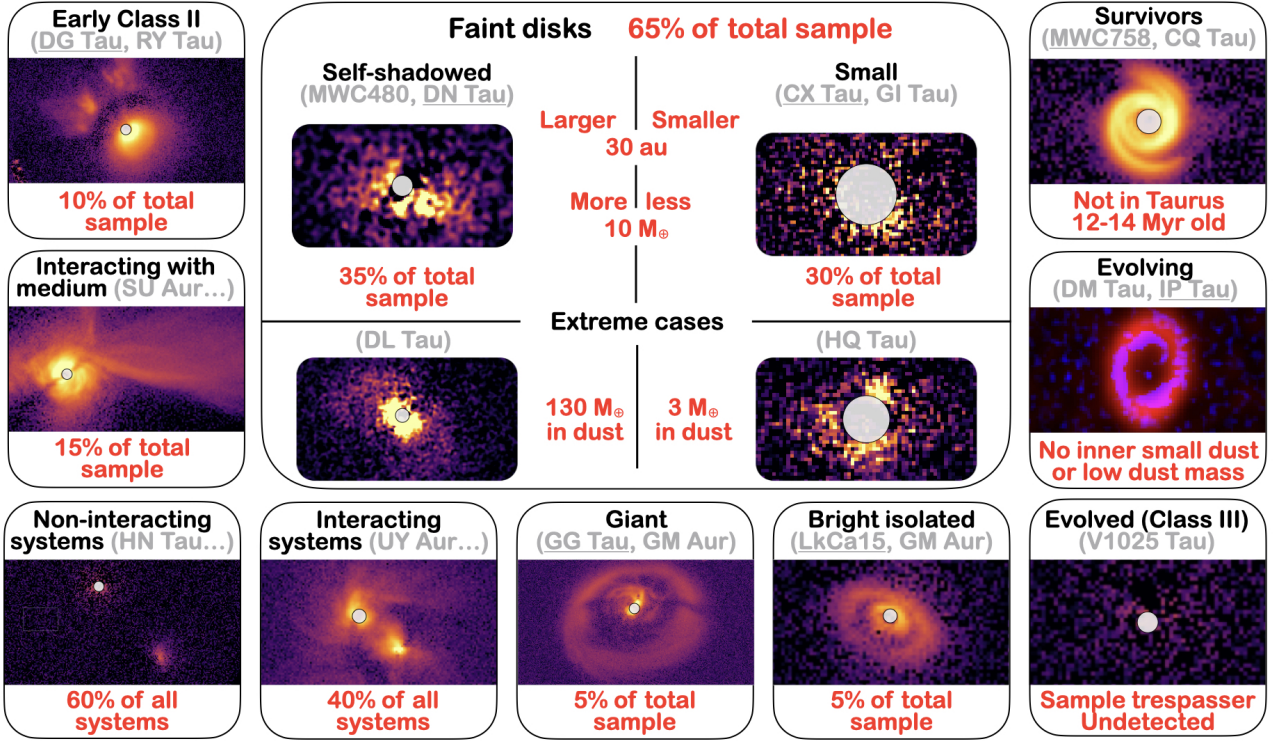 Early Class II
(DG Tau, RY Tau)
10% of total
sample
Faint disks 65% of total sample
Self-shadowed
(MWC480, DN Tau)
35% of total
sample
Larger Smaller
30 au
More less
10 M⊕
Small
(CX Tau, GI Tau)
30% of total
sample
Extreme cases
(DL Tau)
130 M⊕
in dust
3 M⊕
in dust
(HQ Tau)
Survivors
(MWC758, CQ Tau)
Not in Taurus
12-14 Myr old
Interacting with
medium (SU Aur...)
15% of total
sample
Evolving
(DM Tau, IP Tau)
No inner small dust
or low dust mass
Non-interacting
systems (HN Tau...)
60% of all
systems
Interacting
systems (UY Aur...)
40% of all
systems
Giant
(GG Tau, GM Aur)
5% of total
sample
Bright isolated
(LkCa15, GM Aur)
5% of total
sample
Evolved (Class III)
(V1025 Tau)
Sample trespasser
Undetected